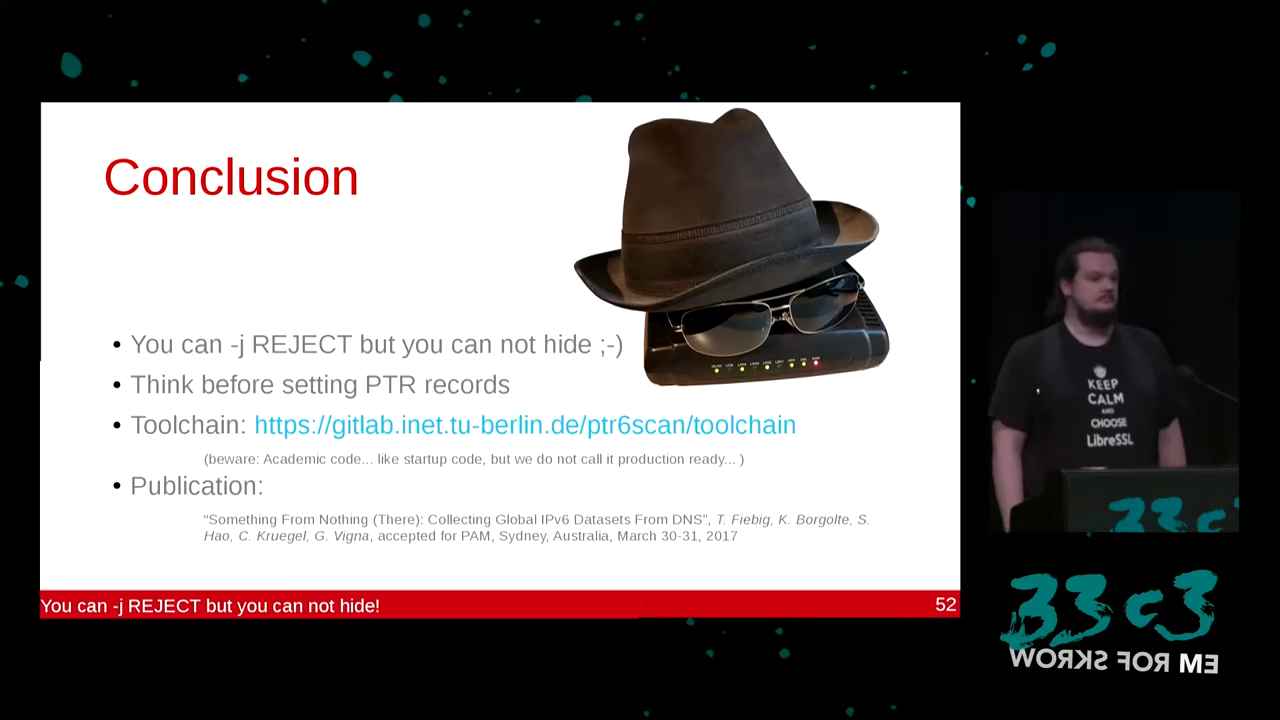 Conclusion
• You can -j REJECT but you can not hide ;-)
• Think before setting PTR records
• Toolchain: https://gitlab.inet.tu-berlin.de/ptr6scan/toolchain
(beware: Academic code... like startup code, but we do not call it production ready... )
• Publication:
"Something From Nothing (There): Collecting Global IPv6 Datasets From DNS", T. Fiebig, K. Borgolte, S.
Hao, C. Kruegel, G. Vigna, accepted for PAM, Sydney, Australia, March 30-31, 2017
You can -j REJECT but you can not hide!
52
KEEP
CALM
AND
CHOOSE
LibreSSL
33c3
33c3
WORKS FOR ME